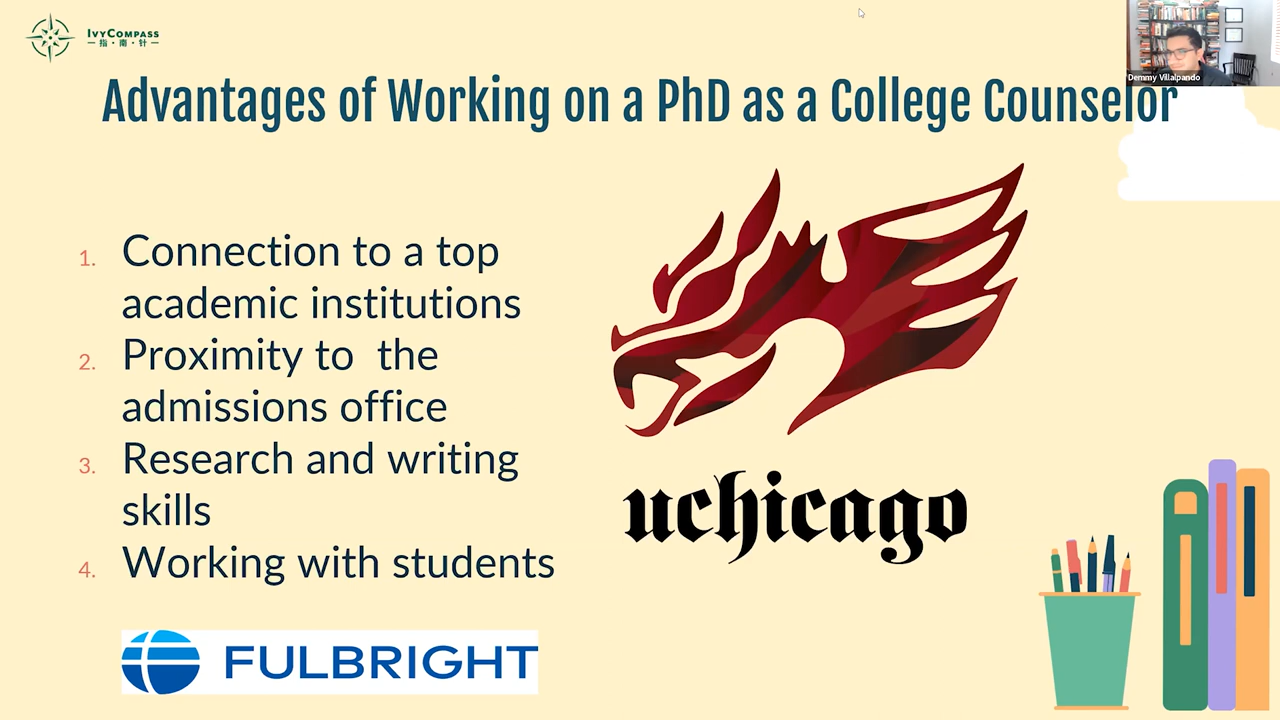 IVYCOMPASS
指·南·针
Demmy Villalpando
Advantages of Working on a PhD as a College Counselor
1. Connection to a top
academic institutions
2. Proximity to the
admissions office
3. Research and writing
skills
4. Working with students
uchicago
FULBRIGHT